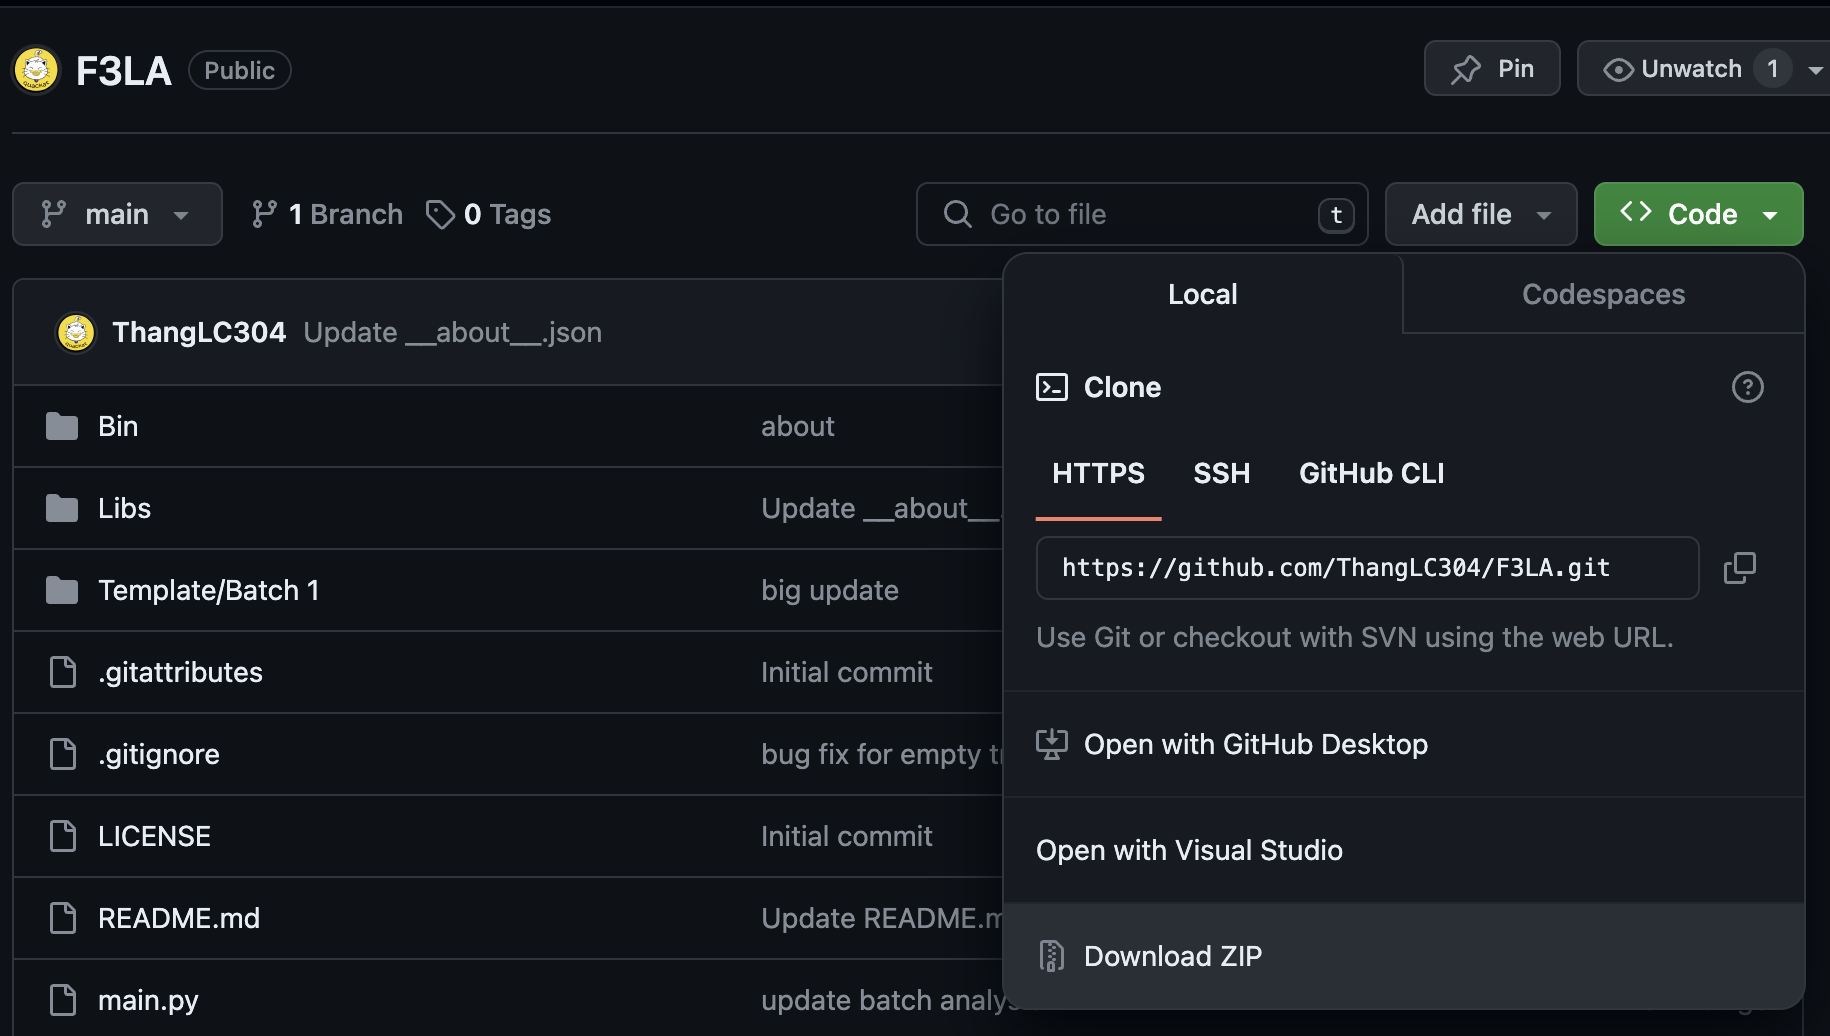 F3LA Public Pin Unwatch 1
main 1 Branch 0 Tags Go to file t Add file Code
Local Codespaces
ThangLC304 Update __about__.json
Clone
Bin about
HTTPS SSH GitHub CLI
Libs Update __about__
https://github.com/ThangLC304/F3LA.git
Use Git or checkout with SVN using the web URL.
Template/Batch 1 big update
.gitattributes Initial commit
Open with GitHub Desktop
.gitignore bug fix for empty
LICENSE Initial commit
Open with Visual Studio
README.md Update README.m
Download ZIP
main.py update batch analys